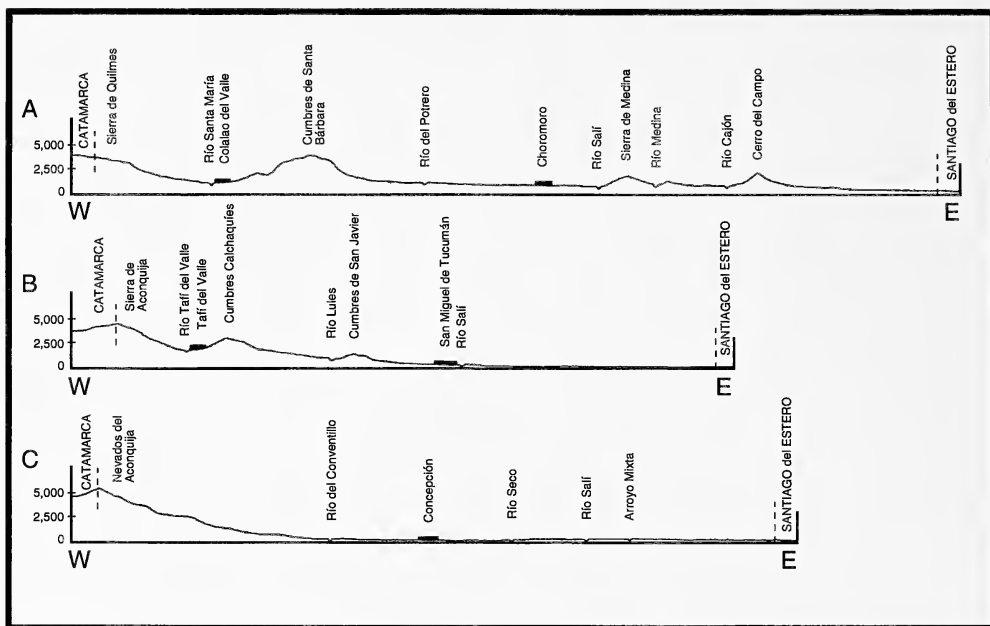 A
CATAMARCA
Sierra de Quilmes
Río Santa María
Colalao del Valle
Cumbres de Santa
Bárbara
Río del Potrero
Choromoro
Río Salí
Sierra de Medina
Río Medina
Río Cajón
Cerro del Campo
SANTIAGO del ESTERO
5,000
2,500
0
W
E
B
CATAMARCA
Sierra de
Aconquija
Río Tafí del Valle
Tafí del Valle
Cumbres Calchaquíes
Río Lules
Cumbres de San Javier
San Miguel de Tucumán
Río Salí
SANTIAGO del ESTERO
5,000
2,500
0
W
E
C
CATAMARCA
Nevados del
Aconquija
Río del Conventillo
Concepción
Río Seco
Río Salí
Arroyo Mixta
SANTIAGO del ESTERO
5,000
2,500
0
W
E